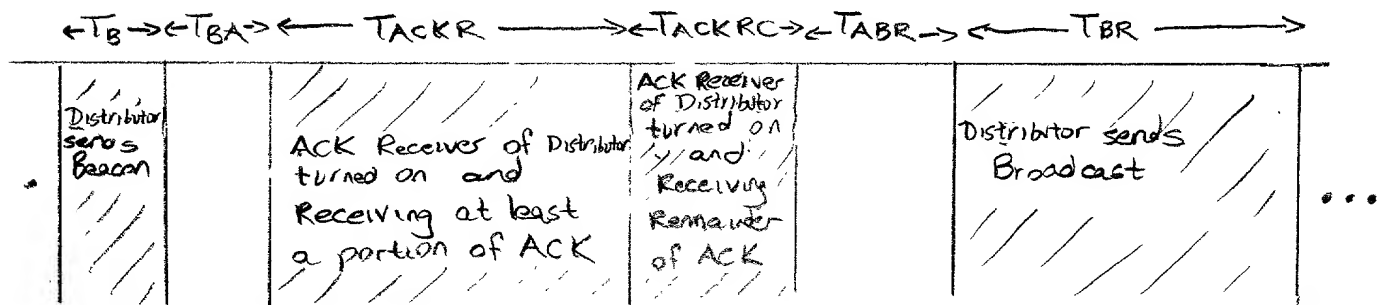 ←TB→←TBA→←TACKR→←TACKRC→←TABR→←TBR→
Distributor
sends
Beacon
ACK Receiver of Distributor
turned on and
Receiving at least
a portion of ACK
ACK Receiver
of Distributor
turned on
and
Receiving
Remainder
of ACK
Distributor sends
Broadcast
...